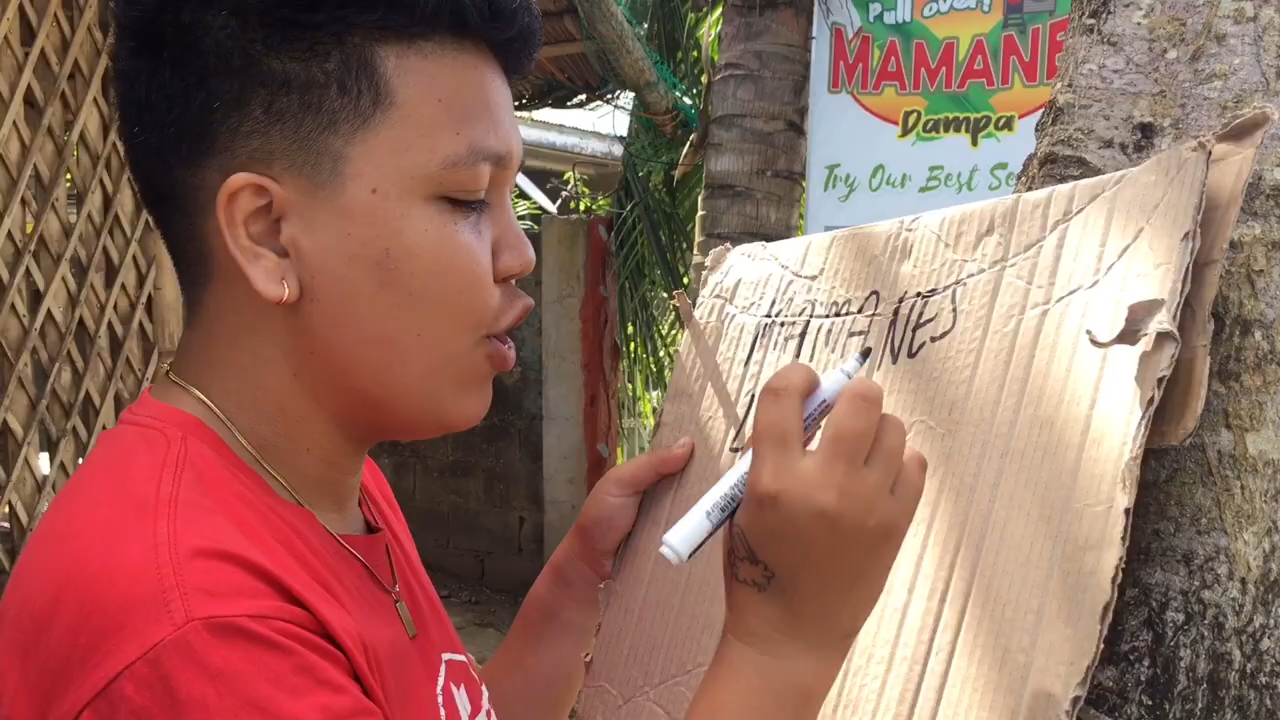 Pull over!
MAMANE
Dampa
Try Our Best Se
MAMANES